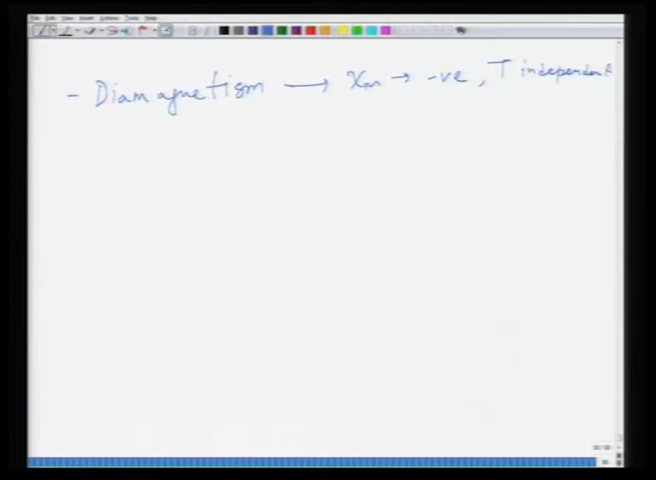 - Diamagnetism → χm → -ve, T independent